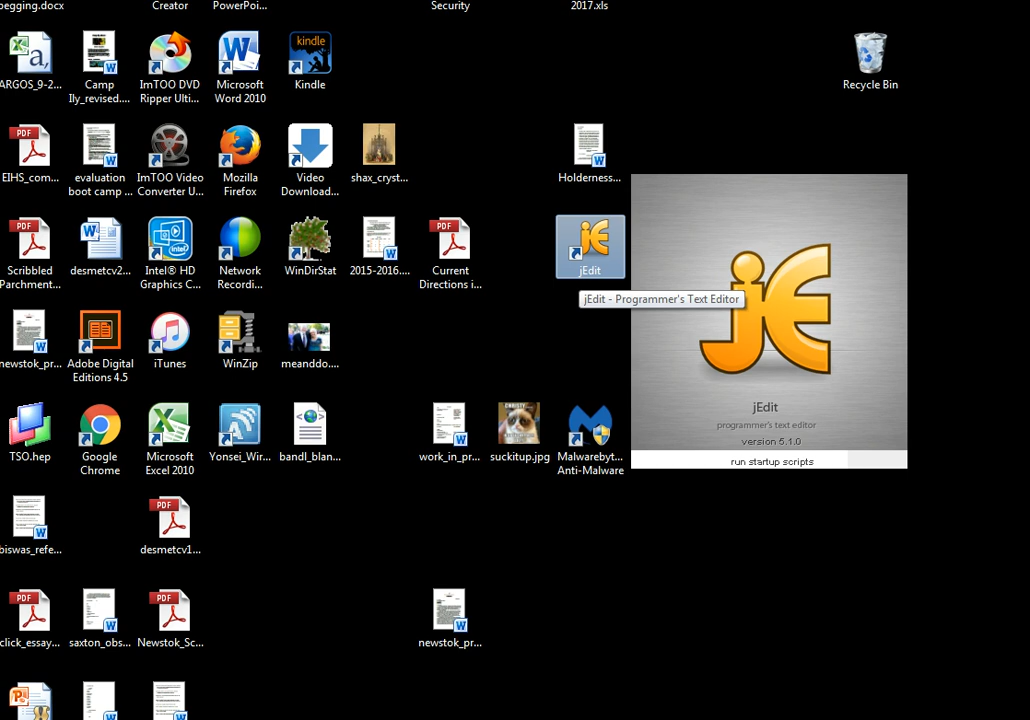 begging.docx
Creator
PowerPoi...
Security
2017.xls
ARGOS_9-2...
Camp
Ily_revised....
ImTOO DVD
Ripper Ulti...
Microsoft
Word 2010
kindle
Kindle
Recycle Bin
EIHS_com...
evaluation
boot camp ...
ImTOO Video
Converter U...
Mozilla
Firefox
Video
Download...
shax_cryst...
Holderness...
Scribbled
Parchment...
desmetcv2...
Intel® HD
Graphics C...
Network
Recordi...
WinDirStat
2015-2016....
Current
Directions i...
jEdit
jEdit - Programmer's Text Editor
newstok_pr...
Adobe Digital
Editions 4.5
iTunes
WinZip
meanddo....
jE
jEdit
programmer's text editor
version 5.1.0
run startup scripts
TSO.hep
Google
Chrome
Microsoft
Excel 2010
Yonsei_Wir...
bandl_blan...
work_in_pr...
suckitup.jpg
Malwarebyt...
Anti-Malware
biswas_refe...
desmetcv1...
click_essay...
saxton_obs...
Newstok_Sc...
newstok_pr...